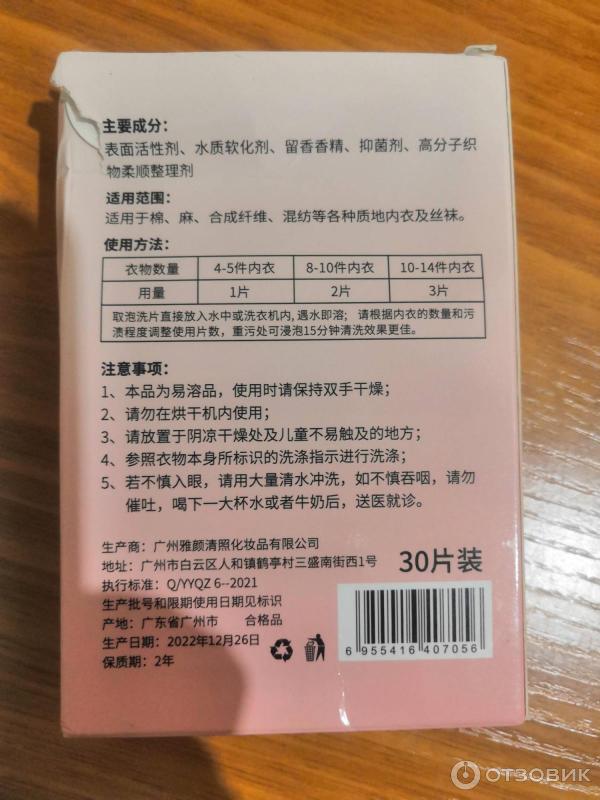 主要成分：
表面活性剂、水质软化剂、留香香精、抑菌剂、高分子织
物柔顺整理剂
适用范围：
适用于棉、麻、合成纤维、混纺等各种质地内衣及丝袜。
使用方法：
衣物数量 4-5件内衣 8-10件内衣 10-14件内衣
用量 1片 2片 3片
取泡洗片直接放入水中或洗衣机内, 遇水即溶; 请根据内衣的数量和污
渍程度调整使用片数，重污处可浸泡15分钟清洗效果更佳。
注意事项：
1、本品为易溶品，使用时请保持双手干燥；
2、请勿在烘干机内使用；
3、请放置于阴凉干燥处及儿童不易触及的地方；
4、参照衣物本身所标识的洗涤指示进行洗涤；
5、若不慎入眼，请用大量清水冲洗，如不慎吞咽，请勿
催吐，喝下一大杯水或者牛奶后，送医就诊。
生产商：广州雅颜清照化妆品有限公司
地址：广州市白云区人和镇鹤亭村三盛南街西1号
执行标准：Q/YYQZ 6--2021
生产批号和限期使用日期见标识
产地：广东省广州市 合格品
生产日期：2022年12月26日
保质期：2年
30片装
6 955416 407056
ОТЗОВИК